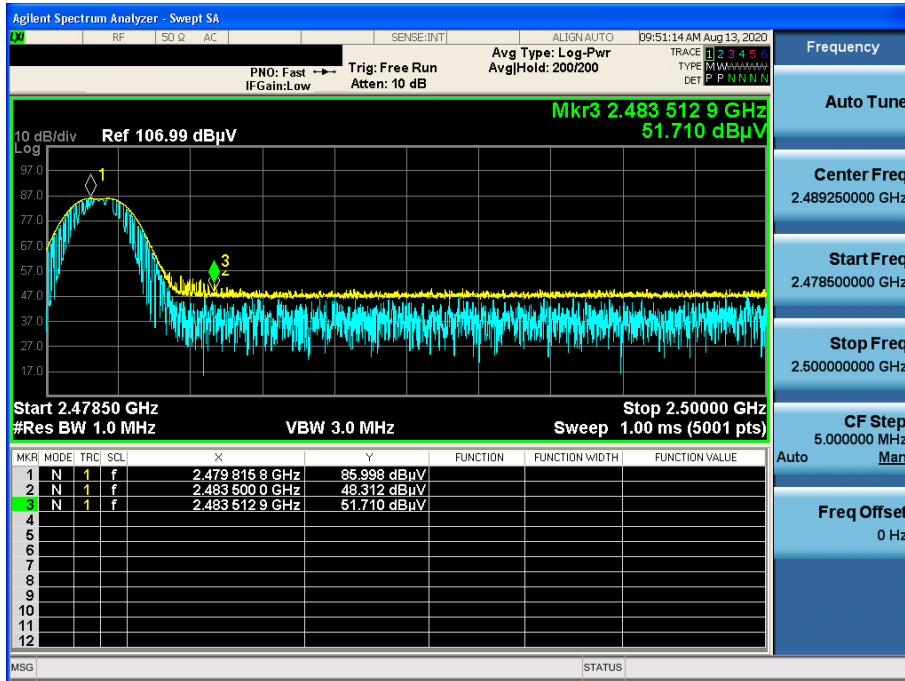 Agilent Spectrum Analyzer - Swept SA
LXI RF 50 Ω AC SENSE:INT ALIGN AUTO 09:51:14 AM Aug 13, 2020
PNO: Fast IFGain:Low
Trig: Free Run Atten: 10 dB
Avg Type: Log-Pwr Avg|Hold: 200/200
TRACE 1 2 3 4 5 6
TYPE M W
DET P P N N N N
Mkr3 2.483 512 9 GHz
51.710 dBµV
10 dB/div Ref 106.99 dBµV
Log
97.0
87.0
77.0
67.0
57.0
47.0
37.0
27.0
17.0
1
3
2
Start 2.47850 GHz Stop 2.50000 GHz
#Res BW 1.0 MHz VBW 3.0 MHz Sweep 1.00 ms (5001 pts)
MKR MODE TRC SCL X Y FUNCTION FUNCTION WIDTH FUNCTION VALUE
1 N 1 f 2.479 815 8 GHz 85.998 dBµV
2 N 1 f 2.483 500 0 GHz 48.312 dBµV
3 N 1 f 2.483 512 9 GHz 51.710 dBµV
4
5
6
7
8
9
10
11
12
MSG STATUS
Frequency
Auto Tune
Center Freq
2.489250000 GHz
Start Freq
2.478500000 GHz
Stop Freq
2.500000000 GHz
CF Step
5.000000 MHz
Auto Man
Freq Offset
0 Hz